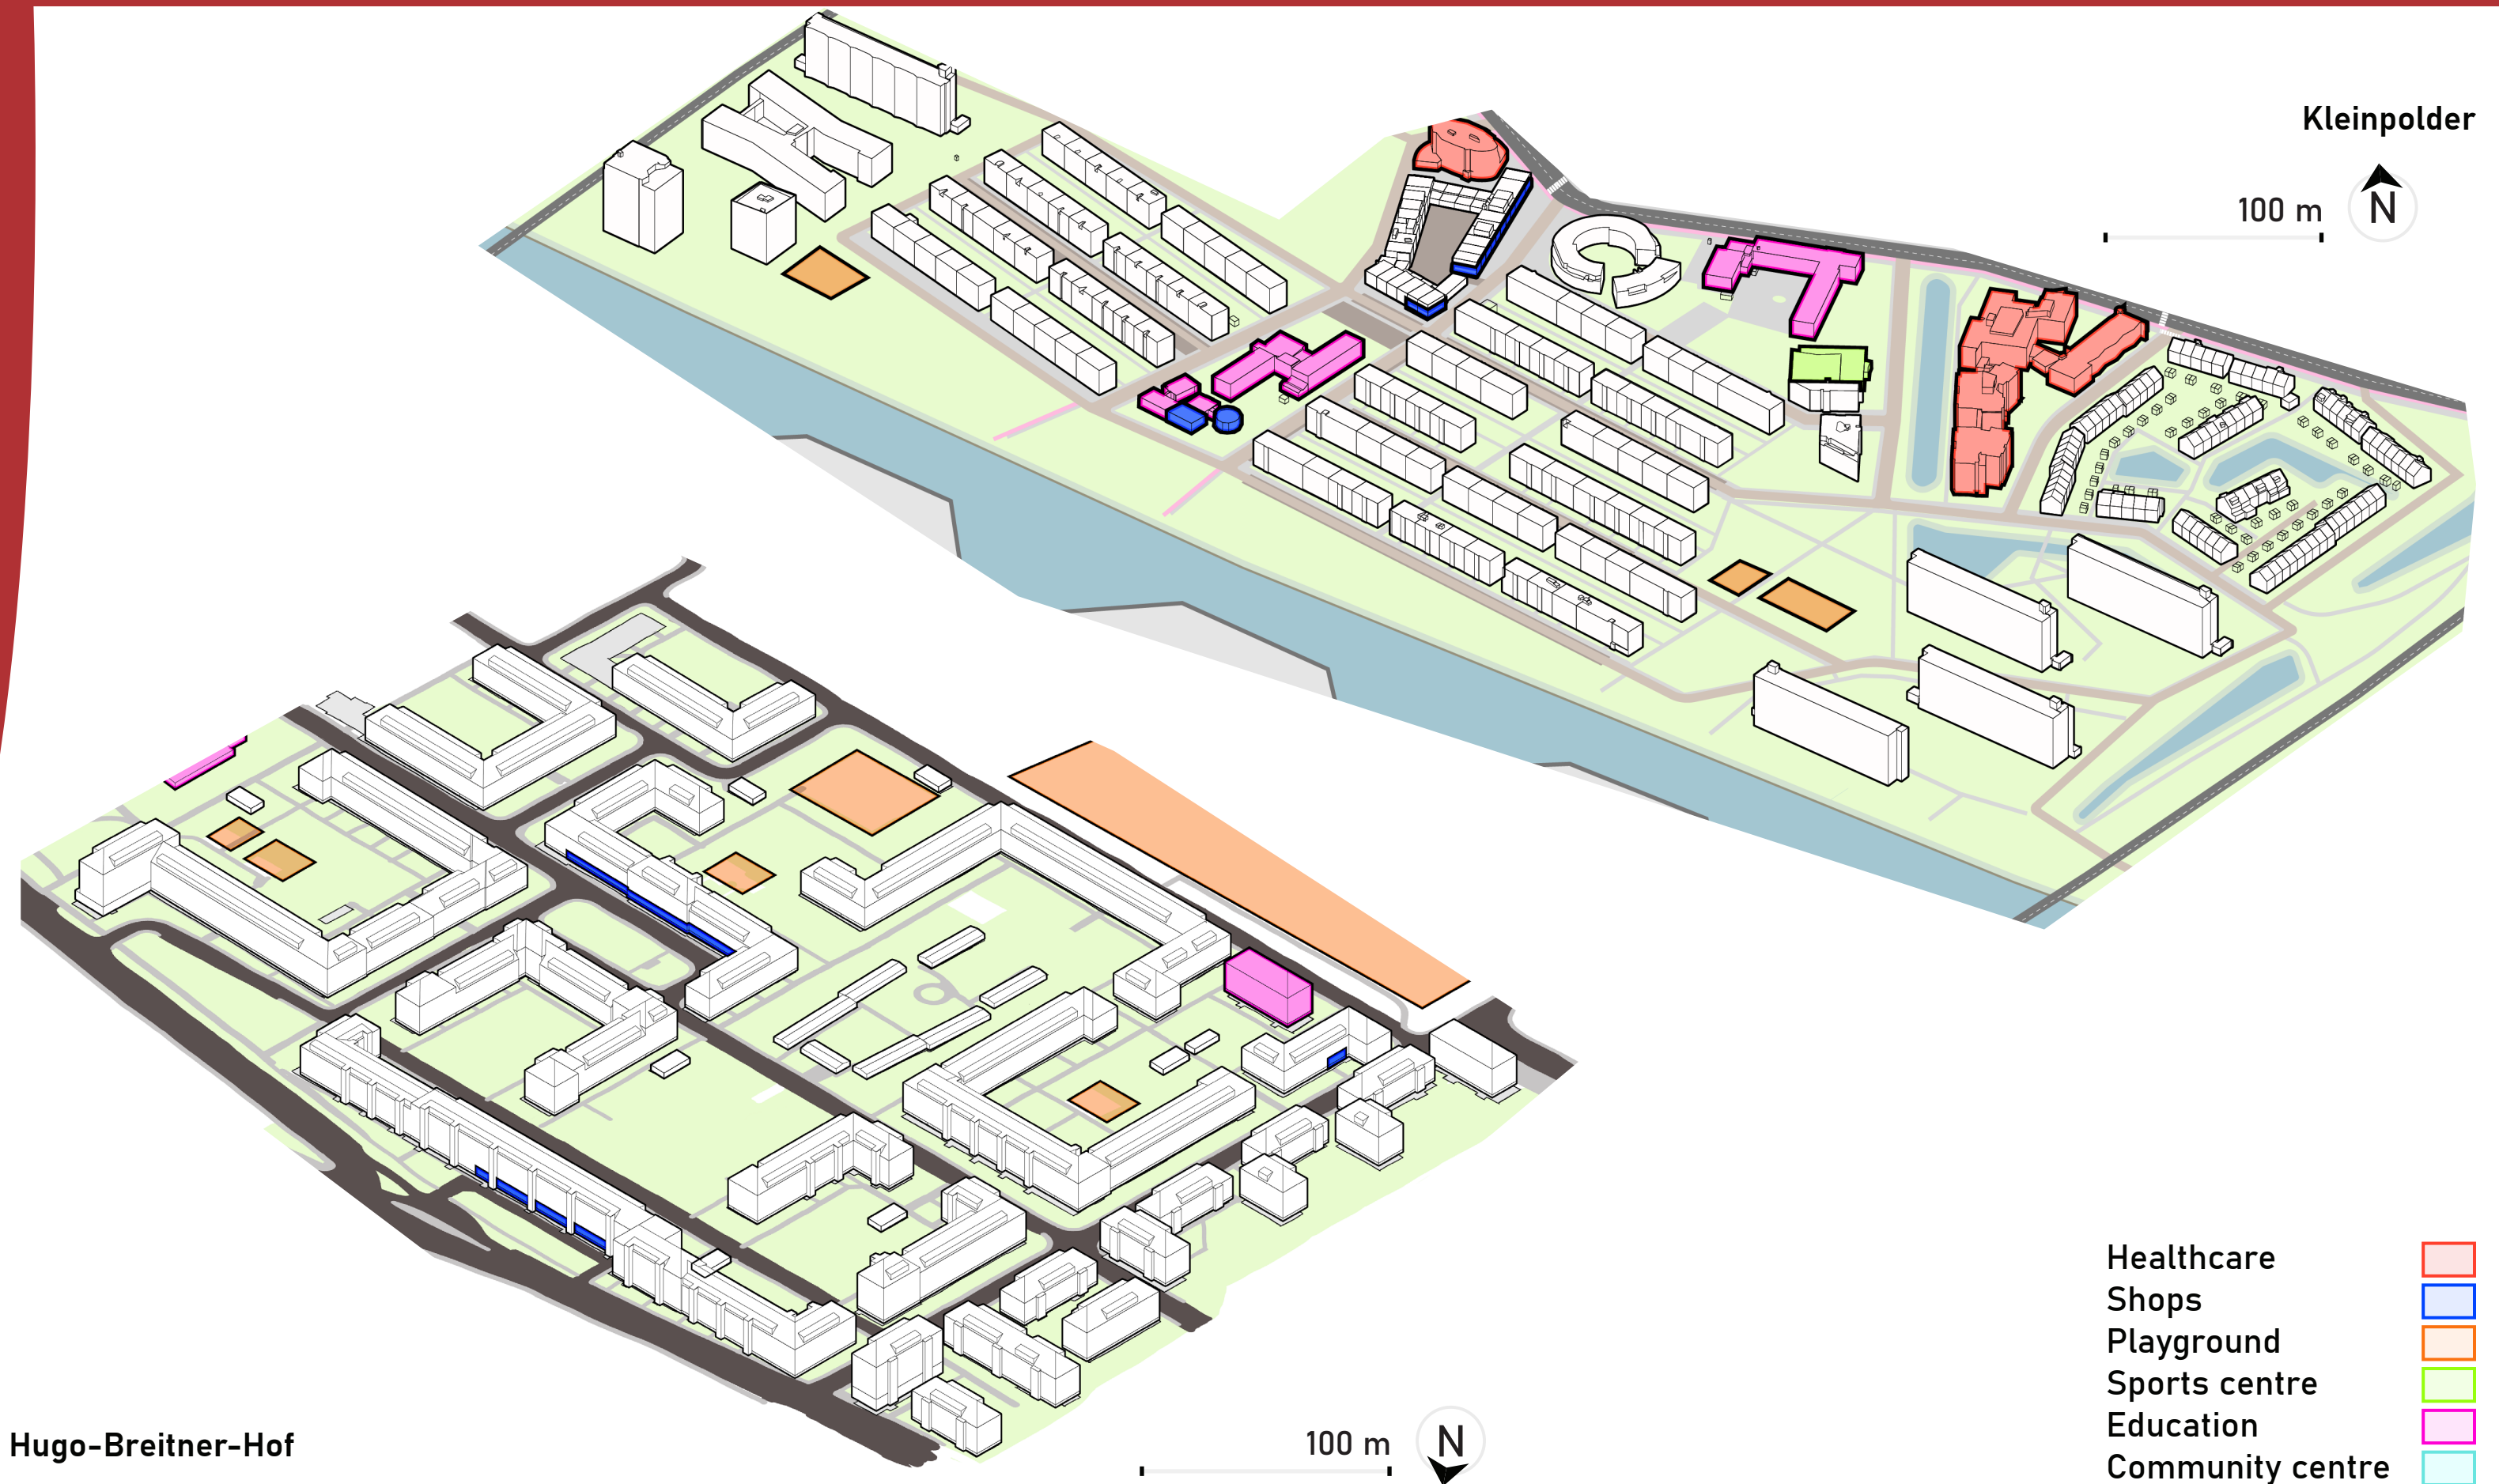 Kleinpolder
100 m
N
Healthcare
Shops
Playground
Sports centre
Education
Community centre
Hugo-Breitner-Hof
100 m
N